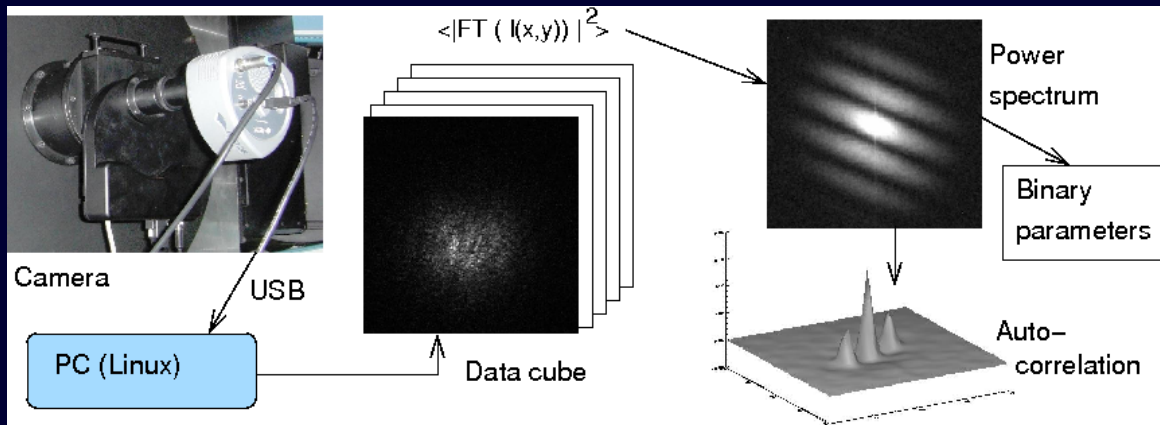 <|FT ( I(x,y)) |²>
Power
spectrum
Binary
parameters
Camera
USB
PC (Linux)
Data cube
Auto–
correlation